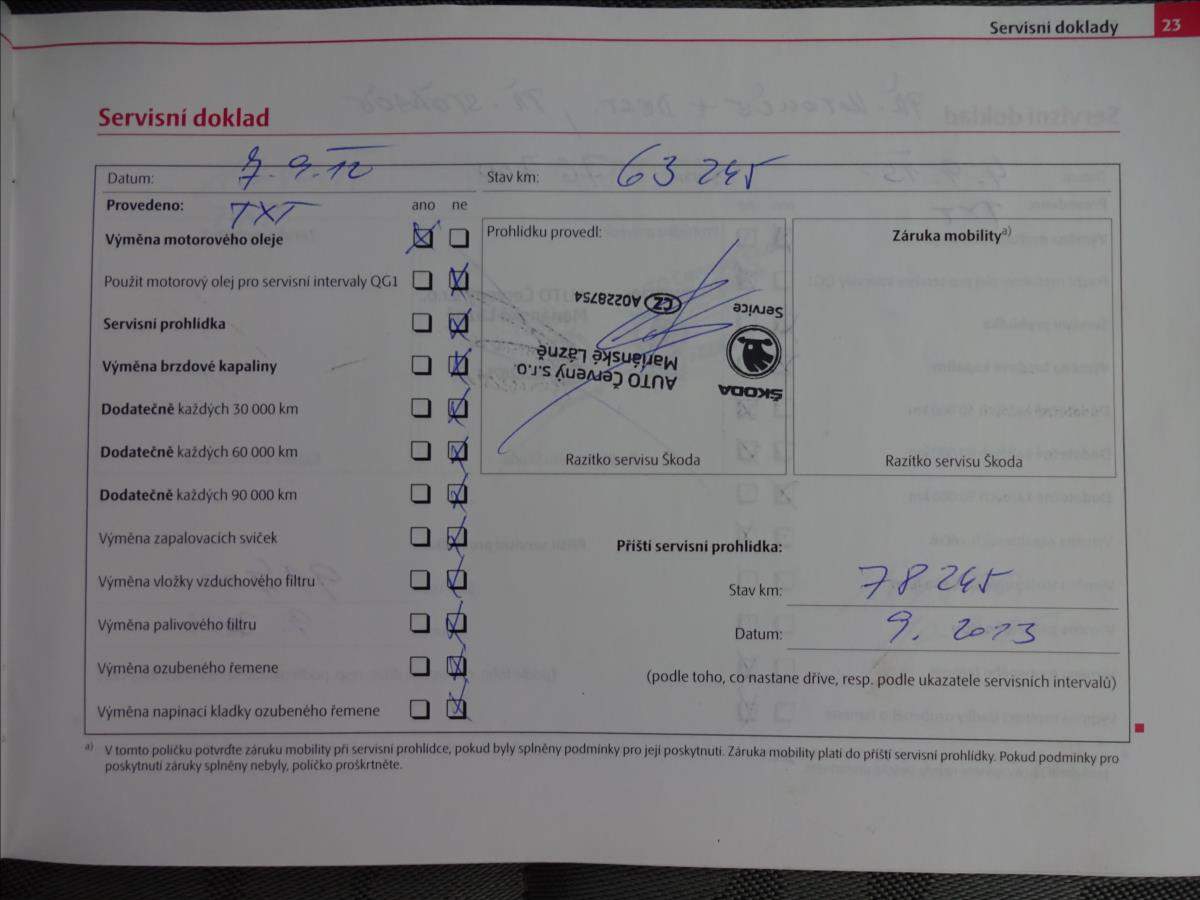 Servisní doklady 23
Servisní doklad
Datum: 7.9.12 Stav km: 63 245
Provedeno: TXT ano ne
Výměna motorového oleje
Použit motorový olej pro servisní intervaly QG1
Servisní prohlídka
Výměna brzdové kapaliny
Dodatečně každých 30 000 km
Dodatečně každých 60 000 km
Dodatečně každých 90 000 km
Výměna zapalovacích svíček
Výměna vložky vzduchového filtru
Výměna palivového filtru
Výměna ozubeného řemene
Výměna napínací kladky ozubeného řemene
Prohlídku provedl:
ŠKODA
Service
AUTO Červený s.r.o.
Mariánské Lázně
CZ A0228754
Razítko servisu Škoda
Záruka mobility a)
Razítko servisu Škoda
Příští servisní prohlídka:
Stav km: 78 245
Datum: 9. 2013
(podle toho, co nastane dříve, resp. podle ukazatele servisních intervalů)
a) V tomto políčku potvrďte záruku mobility při servisní prohlídce, pokud byly splněny podmínky pro její poskytnutí. Záruka mobility platí do příští servisní prohlídky. Pokud podmínky pro
poskytnutí záruky splněny nebyly, políčko proškrtněte.